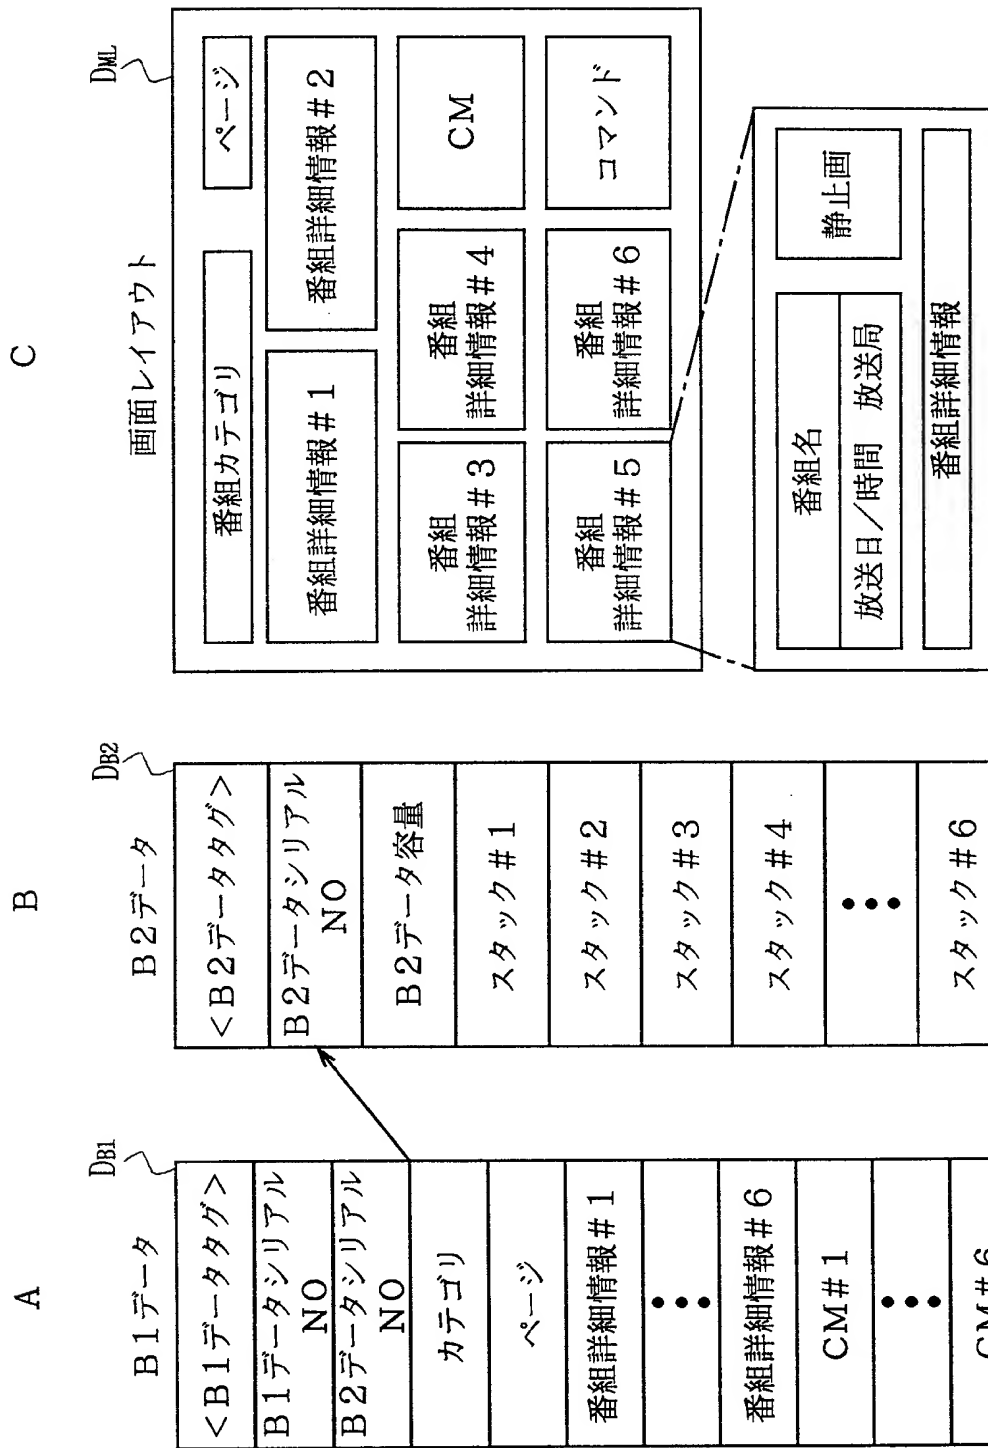 A
B1データ
DB1
<B1データタグ>
B1データシリアル
NO
B2データシリアル
NO
カテゴリ
ページ
番組詳細情報#1
•••
番組詳細情報#6
CM#1
•••
CM#6
B
B2データ
DB2
<B2データタグ>
B2データシリアル
NO
B2データ容量
スタック#1
スタック#2
スタック#3
スタック#4
•••
スタック#6
C
画面レイアウト
DML
番組カテゴリ
ページ
番組詳細情報#1
番組詳細情報#2
番組
詳細情報#3
番組
詳細情報#4
CM
番組
詳細情報#5
番組
詳細情報#6
コマンド
番組名
放送日/時間 放送局
静止画
番組詳細情報